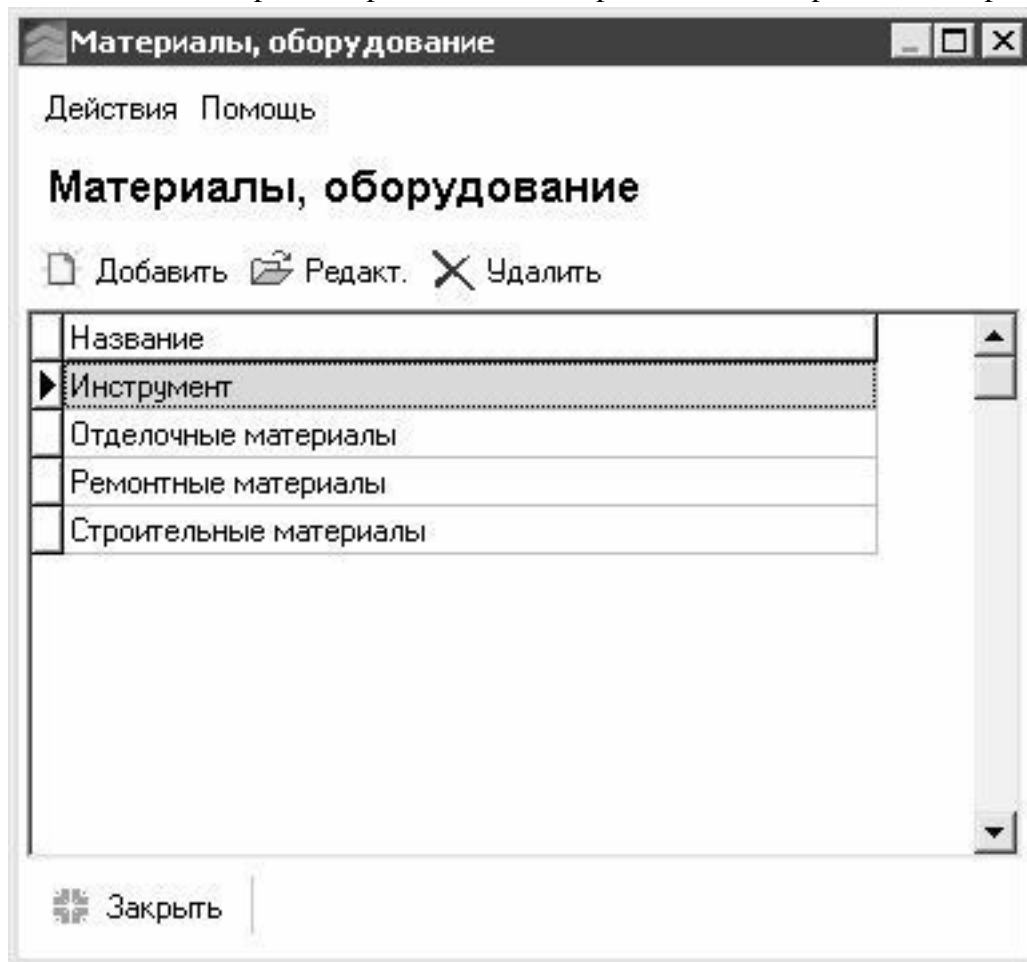 Материалы, оборудование
Действия Помощь
Материалы, оборудование
Добавить Редакт. Удалить
Название
Инструмент
Отделочные материалы
Ремонтные материалы
Строительные материалы
Закрыть